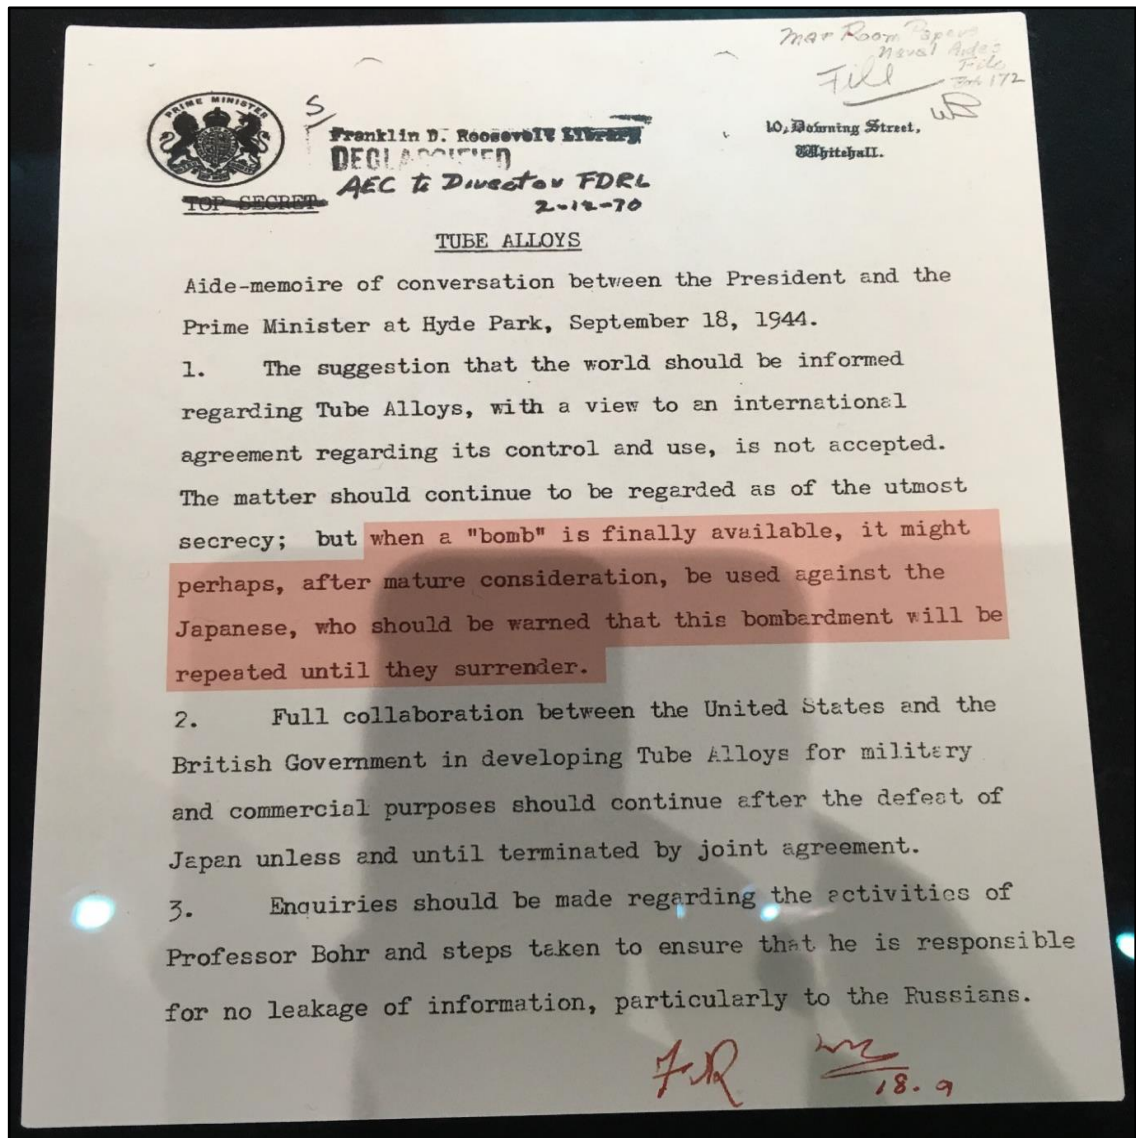 Map Room Papers
Naval Aide's
File
Box 172
File
PRIME MINISTER
10, Downing Street,
Whitehall.
Franklin D. Roosevelt Library
DECLASSIFIED
AEC to Director FDRL
2-12-70
TOP SECRET
TUBE ALLOYS
Aide-memoire of conversation between the President and the
Prime Minister at Hyde Park, September 18, 1944.
1. The suggestion that the world should be informed
regarding Tube Alloys, with a view to an international
agreement regarding its control and use, is not accepted.
The matter should continue to be regarded as of the utmost
secrecy; but when a "bomb" is finally available, it might
perhaps, after mature consideration, be used against the
Japanese, who should be warned that this bombardment will be
repeated until they surrender.
2. Full collaboration between the United States and the
British Government in developing Tube Alloys for military
and commercial purposes should continue after the defeat of
Japan unless and until terminated by joint agreement.
3. Enquiries should be made regarding the activities of
Professor Bohr and steps taken to ensure that he is responsible
for no leakage of information, particularly to the Russians.
FDR
18.9